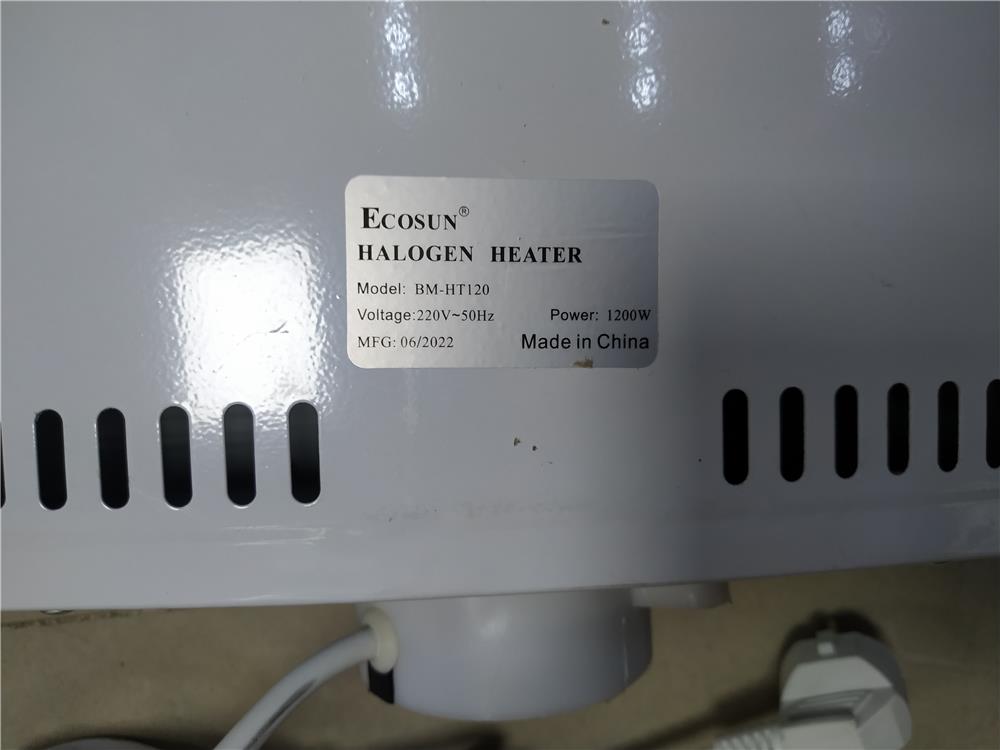 ECOSUN®
HALOGEN HEATER
Model: BM-HT120
Voltage:220V~50Hz Power: 1200W
MFG: 06/2022 Made in China